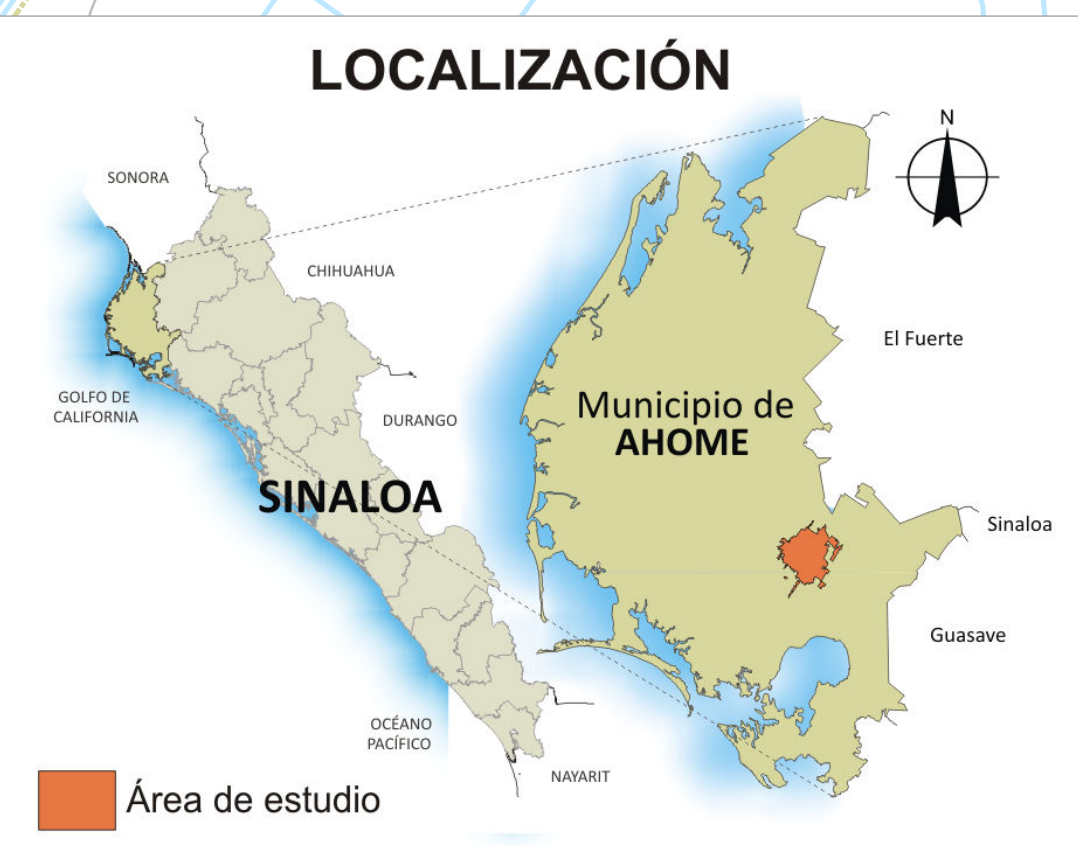 LOCALIZACIÓN
N
SONORA
CHIHUAHUA
El Fuerte
GOLFO DE
CALIFORNIA
DURANGO
Municipio de
AHOME
SINALOA
Sinaloa
Guasave
OCÉANO
PACÍFICO
NAYARIT
Área de estudio